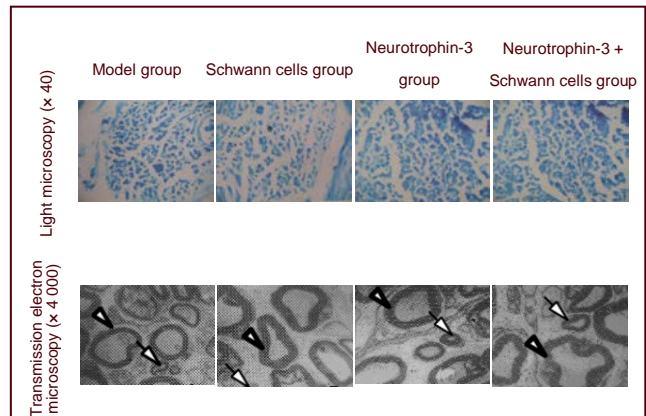 Model group
Schwann cells group
Neurotrophin-3
group
Neurotrophin-3 +
Schwann cells group
Light microscopy (× 40)
Transmission electron
microscopy (× 4 000)